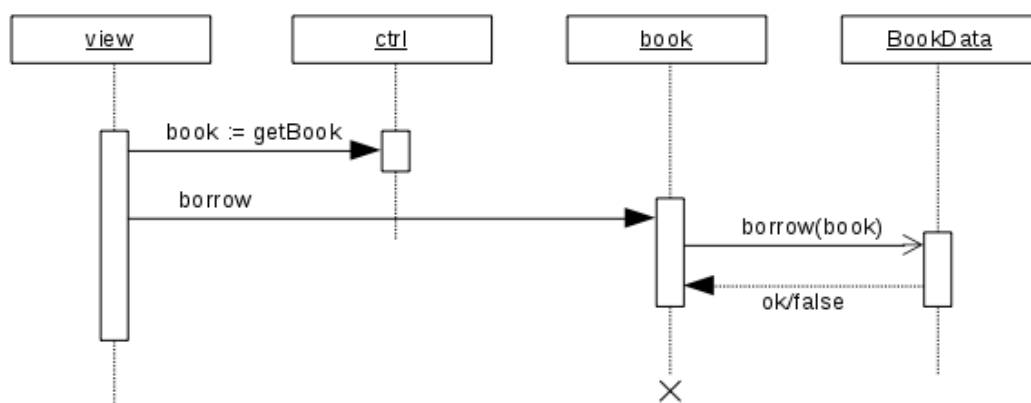 view
ctrl
book
BookData
book := getBook
borrow
borrow(book)
ok/false